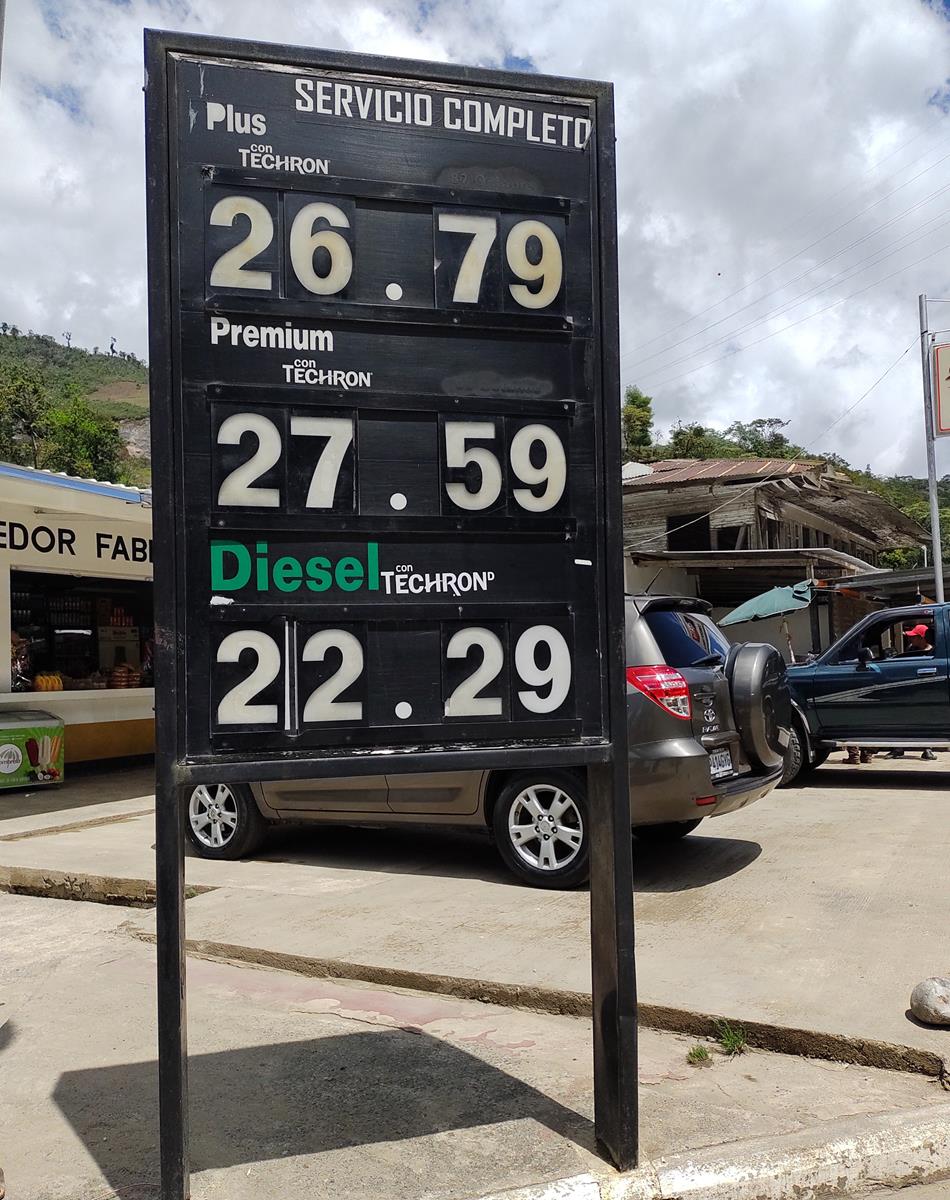 SERVICIO COMPLETO
Plus
con
TECHRON
26.79
Premium
con
TECHRON
27.59
Diesel con TECHRON D
22.29
EDOR FAB